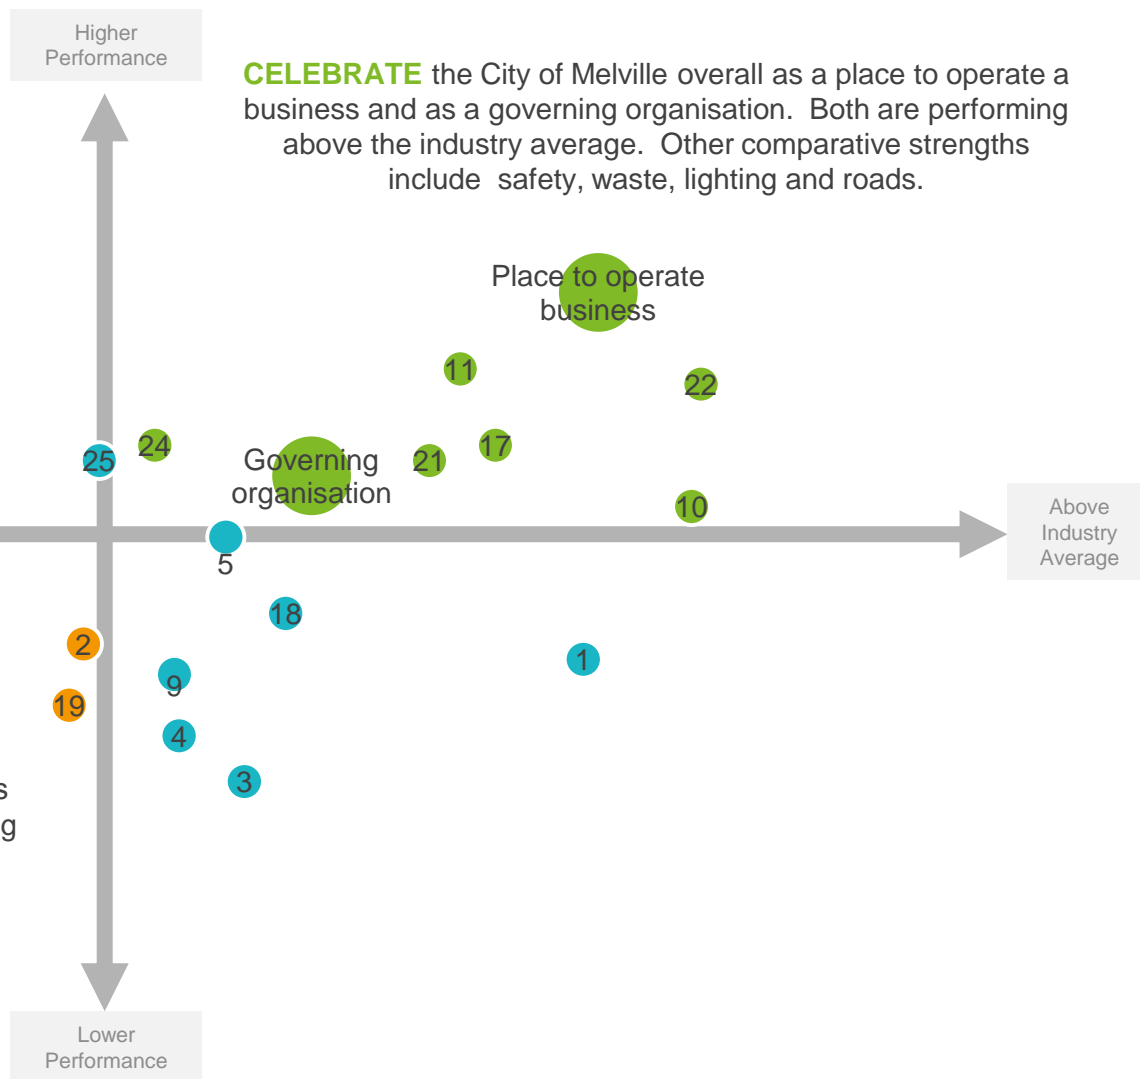 Higher
Performance
CELEBRATE the City of Melville overall as a place to operate a
business and as a governing organisation. Both are performing
above the industry average. Other comparative strengths
include safety, waste, lighting and roads.
Place to operate
business
11
22
24
25
Governing
organisation
21
17
10
Above
Industry
Average
5
18
2
1
9
19
4
3
s
g
Lower
Performance